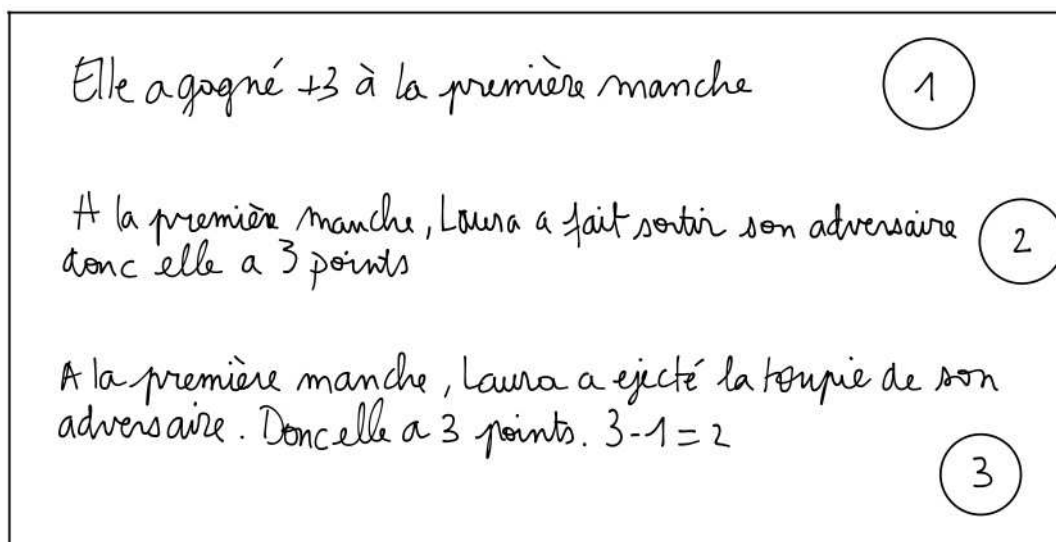 Elle a gagné +3 à la première manche
1
A la première manche, Laura a fait sortir son adversaire
donc elle a 3 points
2
A la première manche, Laura a ejecté la toupie de son
adversaire. Donc elle a 3 points. 3-1=2
3